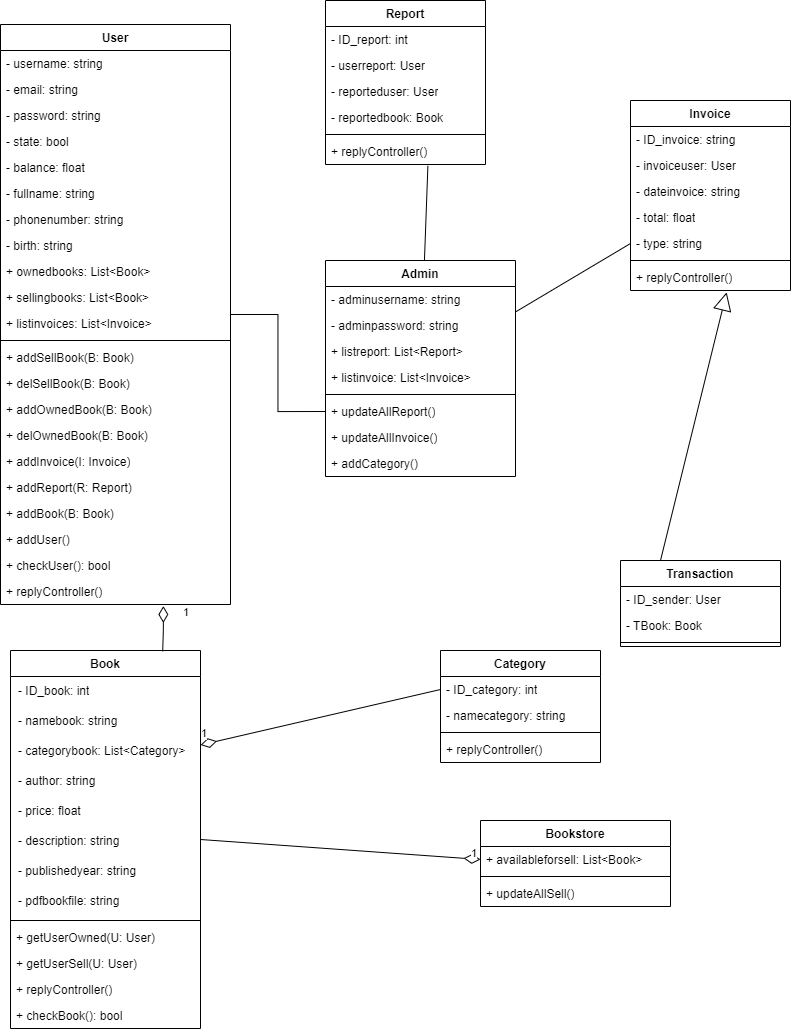 User
- username: string
- email: string
- password: string
- state: bool
- balance: float
- fullname: string
- phonenumber: string
- birth: string
+ ownedbooks: List<Book>
+ sellingbooks: List<Book>
+ listinvoices: List<Invoice>
+ addSellBook(B: Book)
+ delSellBook(B: Book)
+ addOwnedBook(B: Book)
+ delOwnedBook(B: Book)
+ addInvoice(I: Invoice)
+ addReport(R: Report)
+ addBook(B: Book)
+ addUser()
+ checkUser(): bool
+ replyController()
1
Report
- ID_report: int
- userreport: User
- reporteduser: User
- reportedbook: Book
+ replyController()
Invoice
- ID_invoice: string
- invoiceuser: User
- dateinvoice: string
- total: float
- type: string
+ replyController()
Admin
- adminusername: string
- adminpassword: string
+ listreport: List<Report>
+ listinvoice: List<Invoice>
+ updateAllReport()
+ updateAllInvoice()
+ addCategory()
Transaction
- ID_sender: User
- TBook: Book
Book
- ID_book: int
- namebook: string
- categorybook: List<Category>
- author: string
- price: float
- description: string
- publishedyear: string
- pdfbookfile: string
+ getUserOwned(U: User)
+ getUserSell(U: User)
+ replyController()
+ checkBook(): bool
1
Category
- ID_category: int
- namecategory: string
+ replyController()
1
Bookstore
+ availableforsell: List<Book>
+ updateAllSell()